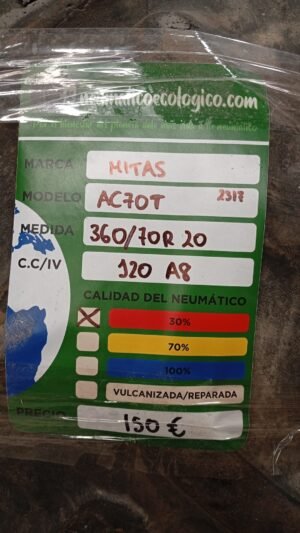 neumaticoecologico.com
MARCA MITAS
MODELO AC70T 2317
MEDIDA 360/70R 20
C.C/IV 120 A8
CALIDAD DEL NEUMÁTICO
30%
70%
100%
VULCANIZADA/REPARADA
PRECIO 150 €